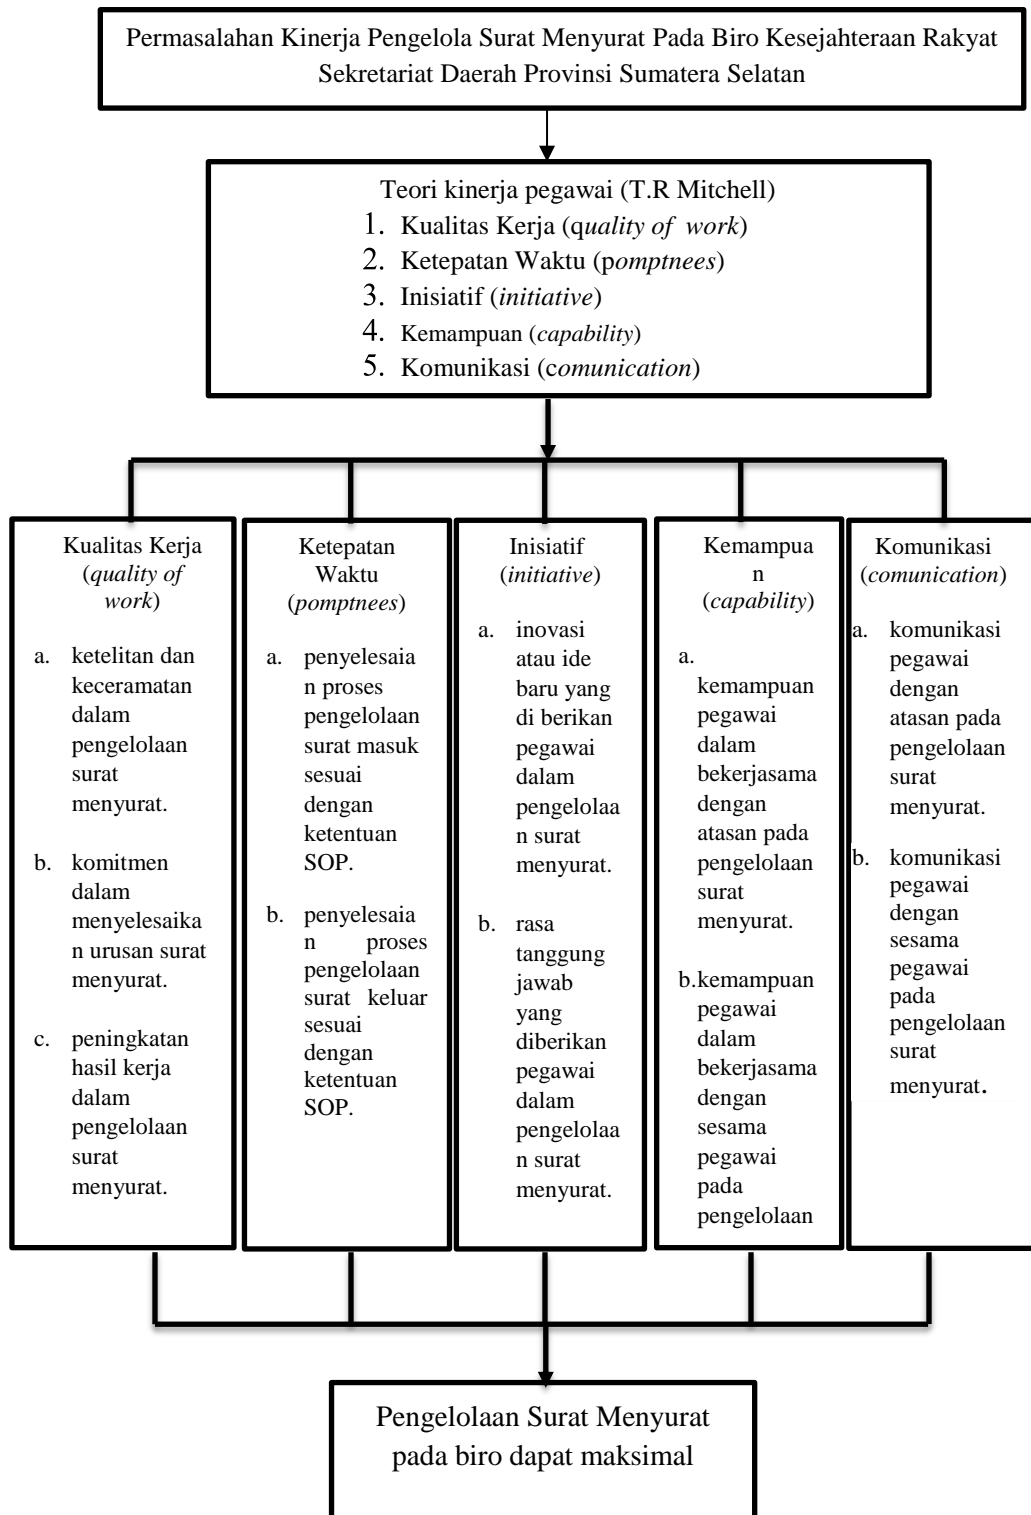 Permasalahan Kinerja Pengelola Surat Menyurat Pada Biro Kesejahteraan Rakyat
Sekretariat Daerah Provinsi Sumatera Selatan
Teori kinerja pegawai (T.R Mitchell)
1. Kualitas Kerja (quality of work)
2. Ketepatan Waktu (pomptnees)
3. Inisiatif (initiative)
4. Kemampuan (capability)
5. Komunikasi (comunication)
Kualitas Kerja
(quality of
work)
a. ketelitan dan
keceramatan
dalam
pengelolaan
surat
menyurat.
b. komitmen
dalam
menyelesaika
n urusan surat
menyurat.
c. peningkatan
hasil kerja
dalam
pengelolaan
surat
menyurat.
Ketepatan
Waktu
(pomptnees)
a. penyelesaia
n proses
pengelolaan
surat masuk
sesuai
dengan
ketentuan
SOP.
b. penyelesaia
n proses
pengelolaan
surat keluar
sesuai
dengan
ketentuan
SOP.
Inisiatif
(initiative)
a. inovasi
atau ide
baru yang
di berikan
pegawai
dalam
pengelolaa
n surat
menyurat.
b. rasa
tanggung
jawab
yang
diberikan
pegawai
dalam
pengelolaa
n surat
menyurat.
Kemampua
n
(capability)
a.
kemampuan
pegawai
dalam
bekerjasama
dengan
atasan pada
pengelolaan
surat
menyurat.
b.kemampuan
pegawai
dalam
bekerjasama
dengan
sesama
pegawai
pada
pengelolaan
Komunikasi
(comunication)
a. komunikasi
pegawai
dengan
atasan pada
pengelolaan
surat
menyurat.
b. komunikasi
pegawai
dengan
sesama
pegawai
pada
pengelolaan
surat
menyurat.
Pengelolaan Surat Menyurat
pada biro dapat maksimal